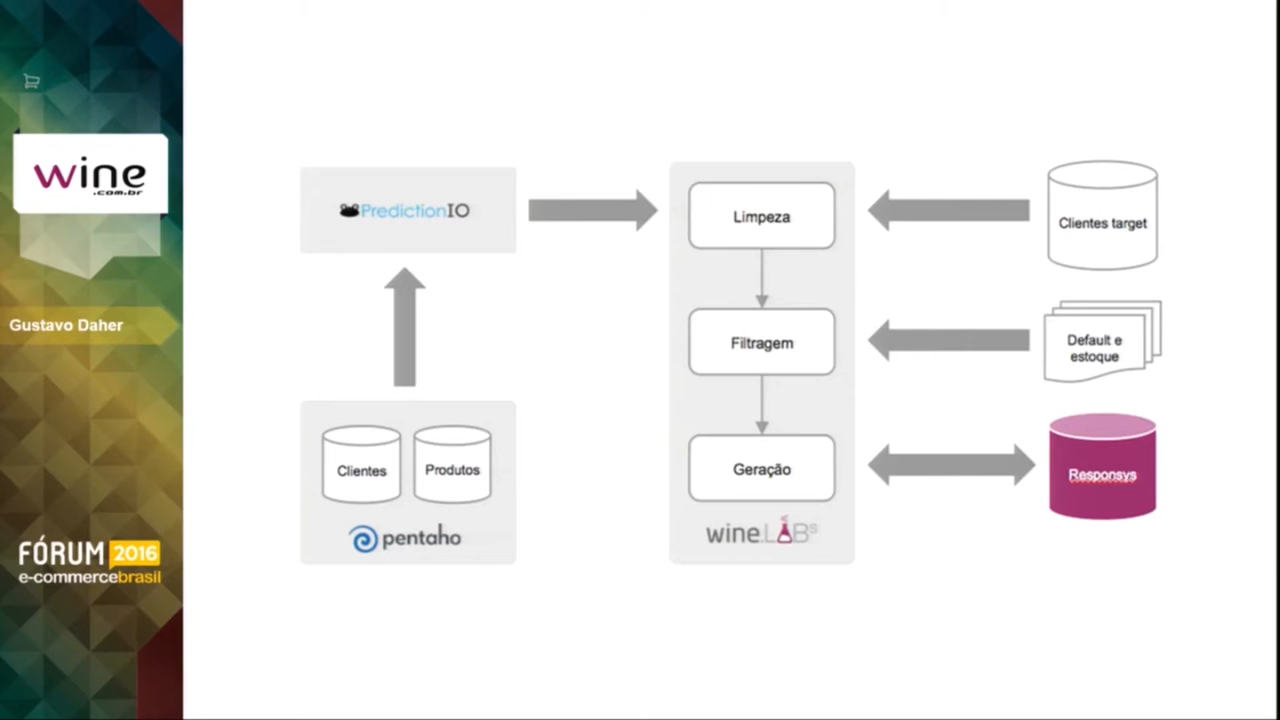 wine
.com.br
Gustavo Daher
FÓRUM 2016
e-commercebrasil
PredictionIO
Clientes
Produtos
pentaho
Limpeza
Filtragem
Geração
wine.LABs
Clientes target
Default e
estoque
Responsys